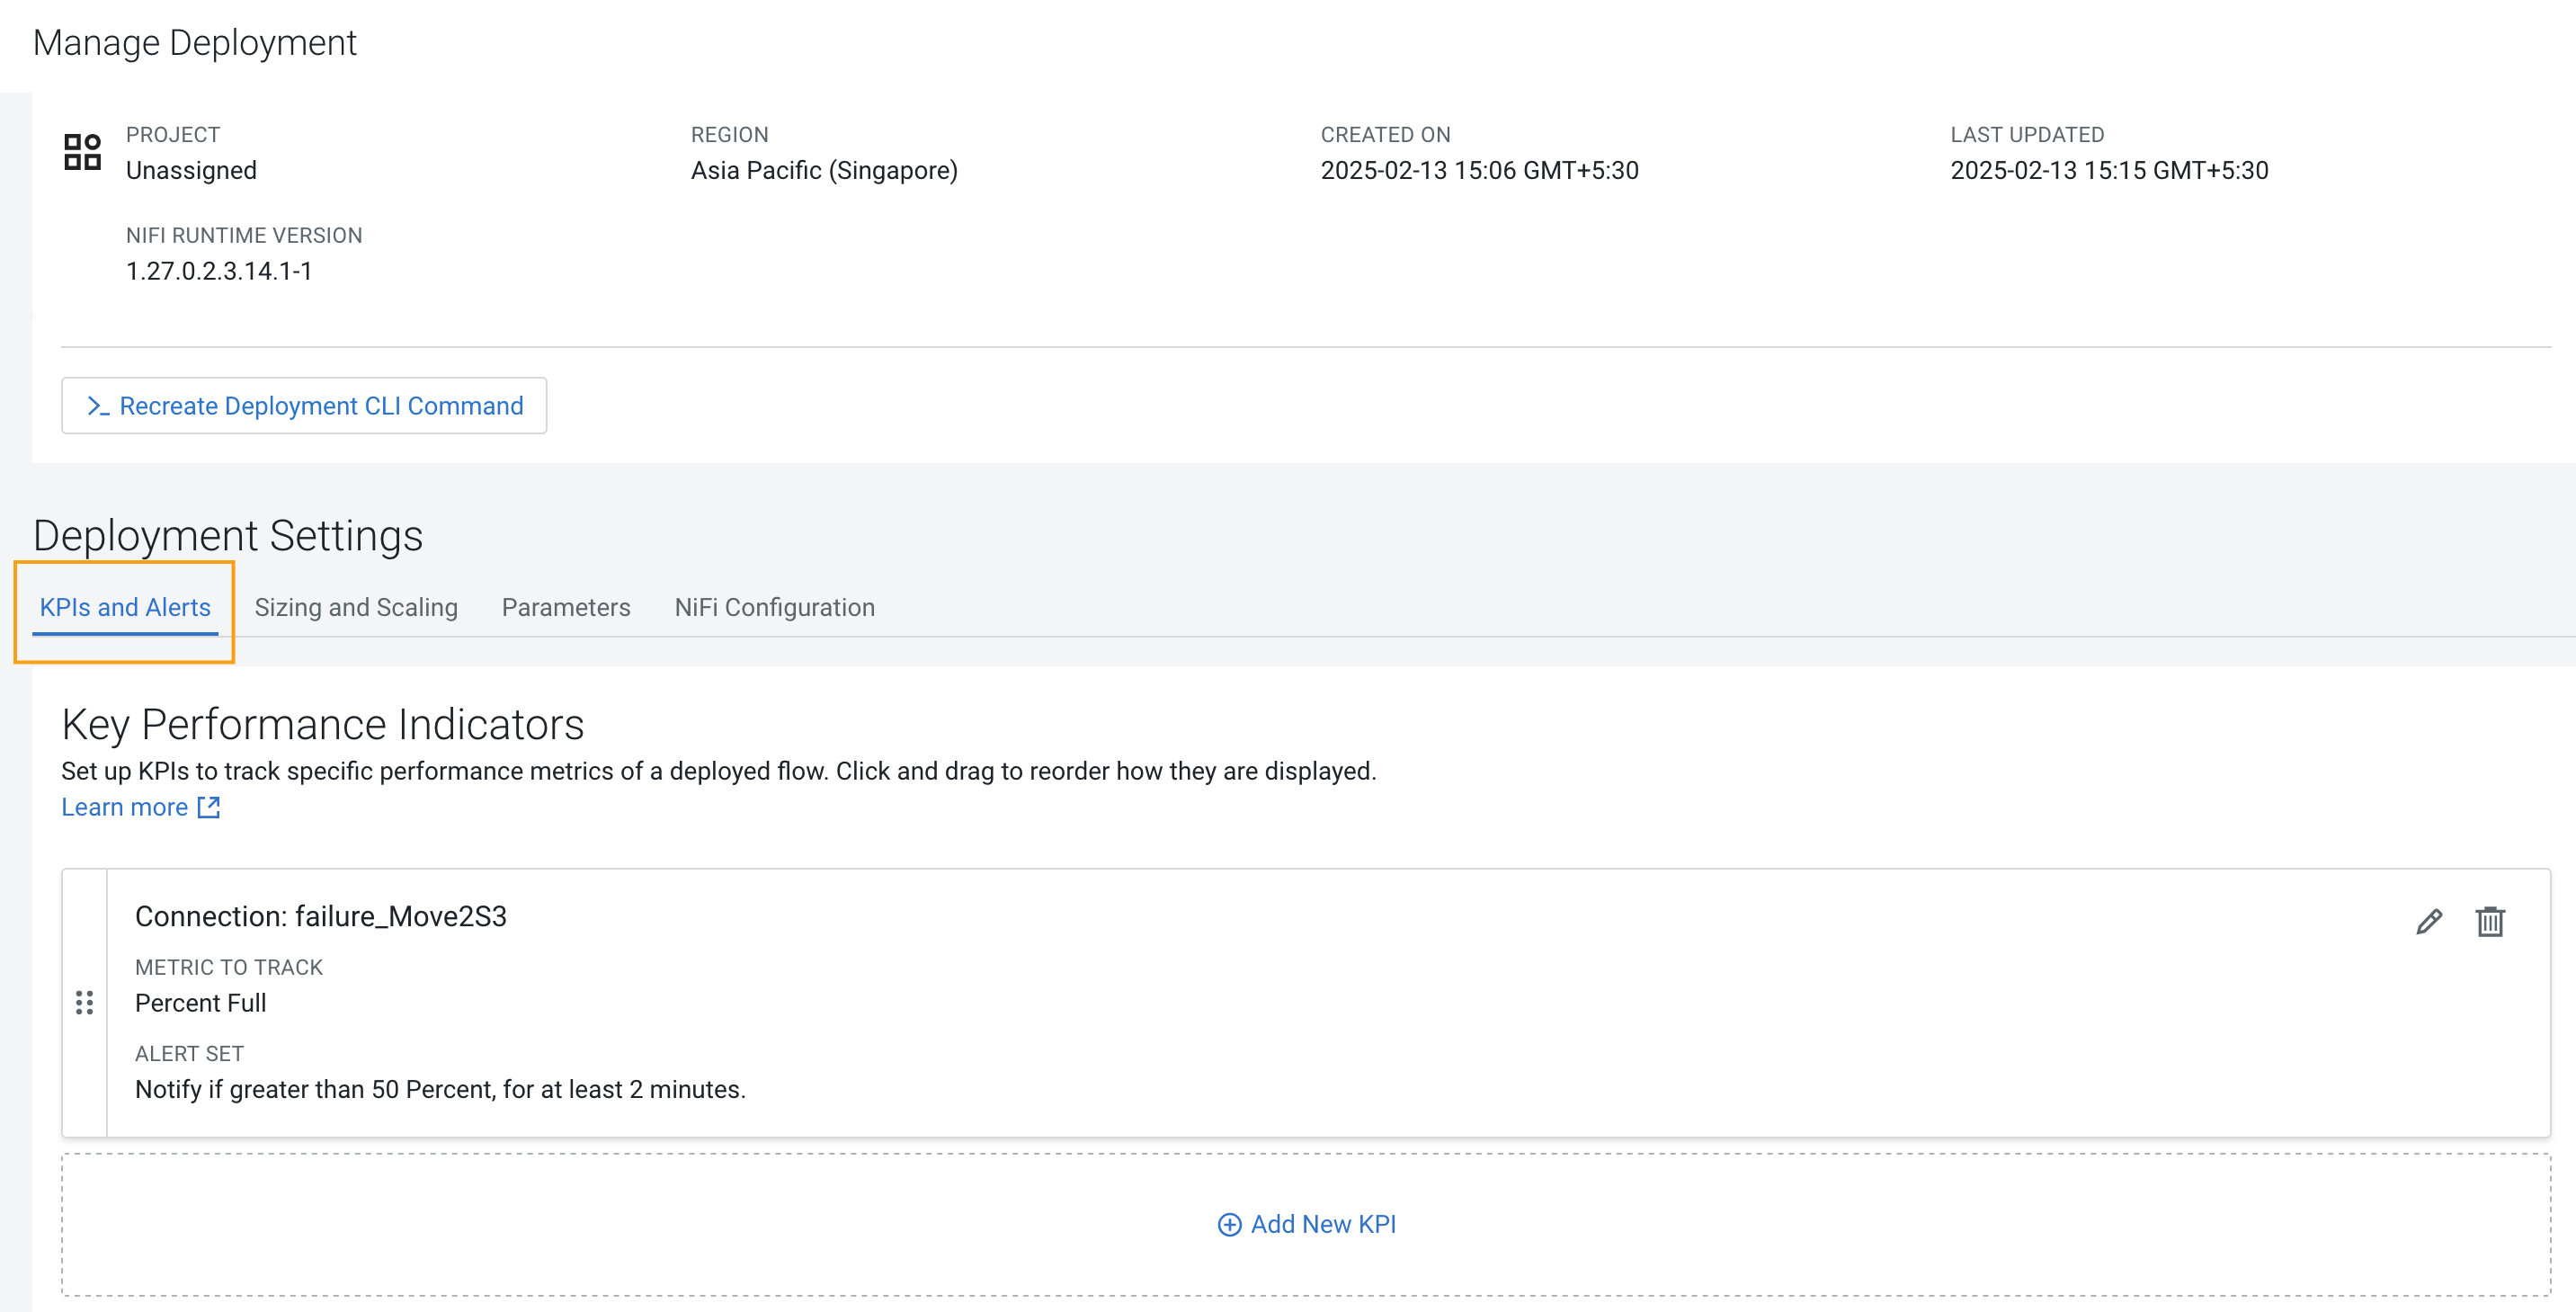 Manage Deployment
PROJECT
Unassigned
REGION
Asia Pacific (Singapore)
CREATED ON
2025-02-13 15:06 GMT+5:30
LAST UPDATED
2025-02-13 15:15 GMT+5:30
NIFI RUNTIME VERSION
1.27.0.2.3.14.1-1
Recreate Deployment CLI Command
Deployment Settings
KPIs and Alerts
Sizing and Scaling
Parameters
NiFi Configuration
Key Performance Indicators
Set up KPIs to track specific performance metrics of a deployed flow. Click and drag to reorder how they are displayed.
Learn more
Connection: failure_Move2S3
METRIC TO TRACK
Percent Full
ALERT SET
Notify if greater than 50 Percent, for at least 2 minutes.
Add New KPI